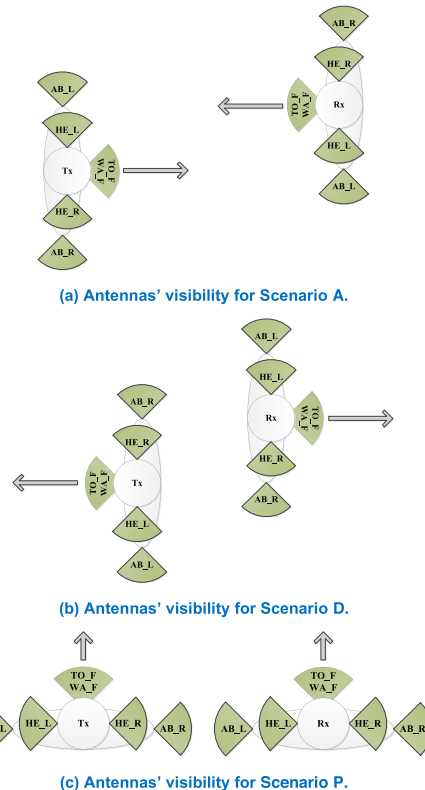 AB_R
HE_R
TO_F
WA_F
Rx
HE_L
AB_L
AB_L
HE_L
Tx
TO_F
WA_F
HE_R
AB_R
(a) Antennas’ visibility for Scenario A.
AB_L
HE_L
Rx
TO_F
WA_F
HE_R
AB_R
AB_R
HE_R
TO_F
WA_F
Tx
HE_L
AB_L
(b) Antennas’ visibility for Scenario D.
TO_F
WA_F
L
HE_L
Tx
HE_R
AB_R
TO_F
WA_F
AB_L
HE_L
Rx
HE_R
AB_R
(c) Antennas’ visibility for Scenario P.